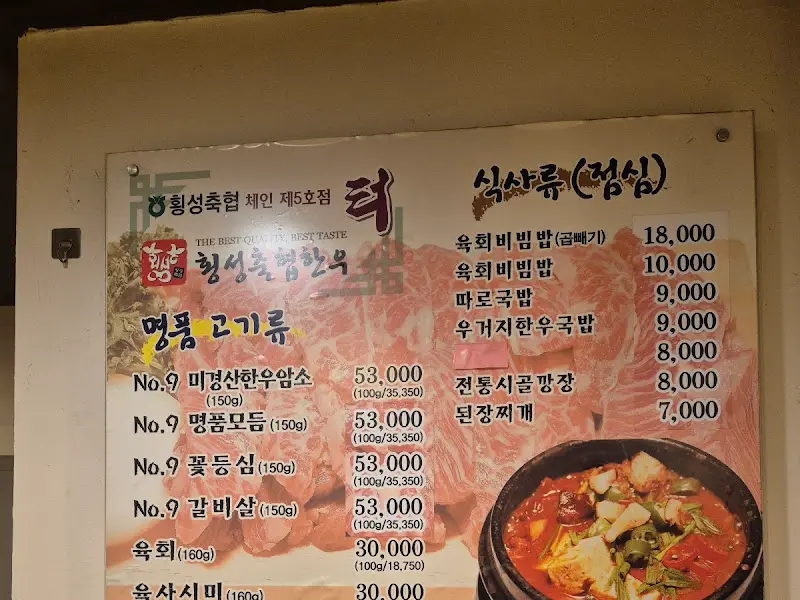 횡성축협 체인 제5호점 터
THE BEST QUALITY, BEST TASTE
횡성 횡성축협한우
명품 고기류
No.9 미경산한우암소 53,000
(150g) (100g/35,350)
No.9 명품모듬(150g) 53,000
(100g/35,350)
No.9 꽃등심(150g) 53,000
(100g/35,350)
No.9 갈비살(150g) 53,000
(100g/35,350)
육회(160g) 30,000
(100g/18,750)
육사시미(160g) 30,000
식사류(점심)
육회비빔밥(곱빼기) 18,000
육회비빔밥 10,000
따로국밥 9,000
우거지한우국밥 9,000
8,000
전통시골깡장 8,000
된장찌개 7,000